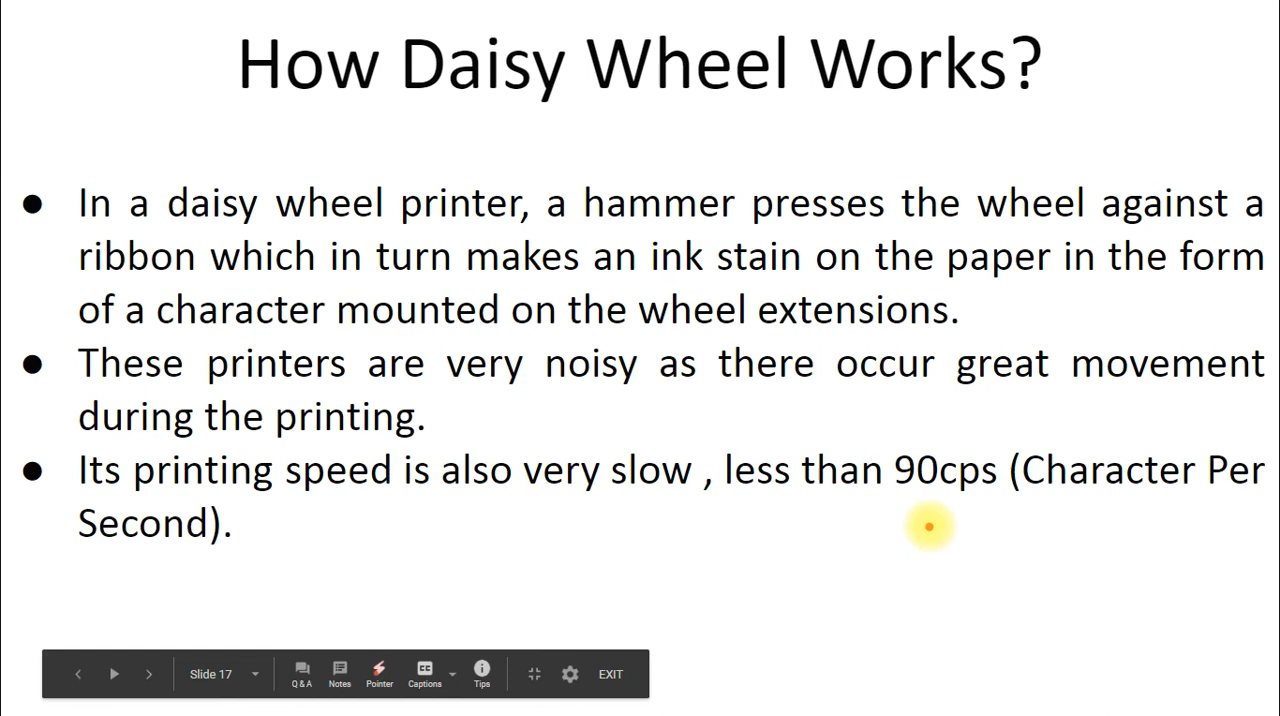 How Daisy Wheel Works?
● In a daisy wheel printer, a hammer presses the wheel against a
ribbon which in turn makes an ink stain on the paper in the form
of a character mounted on the wheel extensions.
● These printers are very noisy as there occur great movement
during the printing.
● Its printing speed is also very slow , less than 90cps (Character Per
Second).
Slide 17
Q & A
Notes
Pointer
CC
Captions
Tips
EXIT